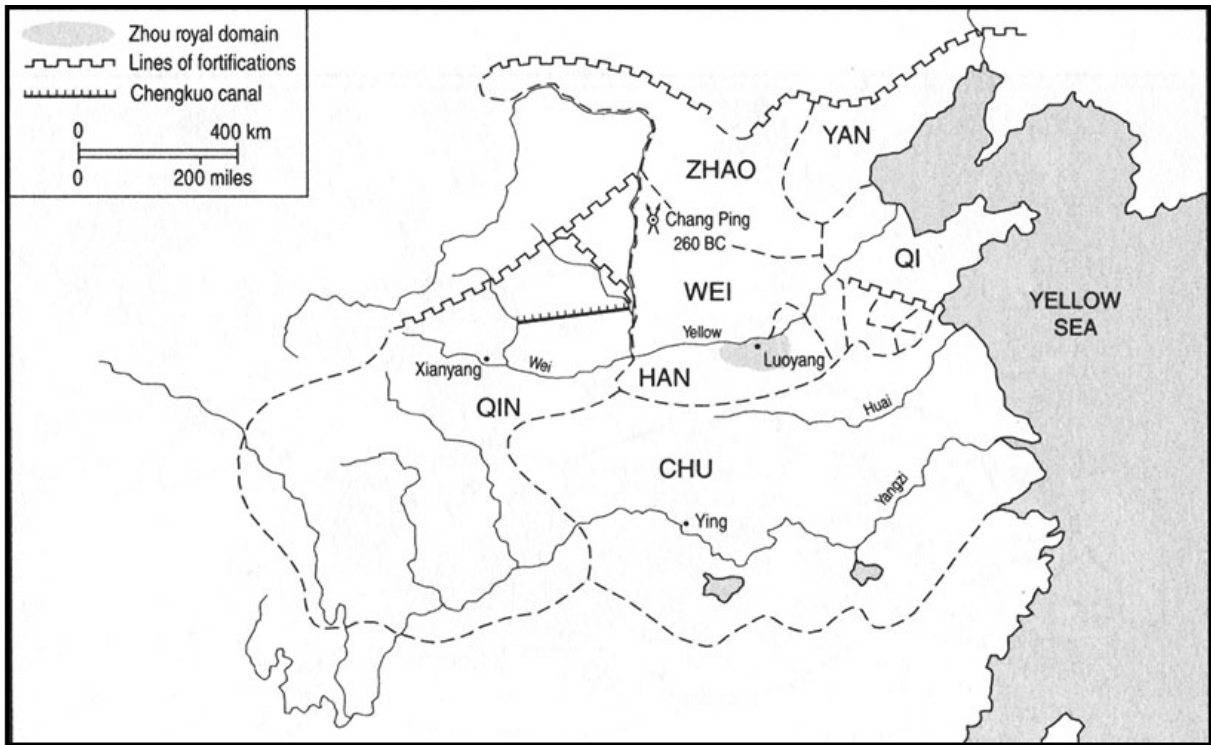 Zhou royal domain
Lines of fortifications
Chengkuo canal
0 400 km
0 200 miles
YAN
ZHAO
Chang Ping
260 BC
QI
WEI
YELLOW
SEA
Yellow
Luoyang
Xianyang
Wei
HAN
QIN
Huai
CHU
Yangzi
Ying